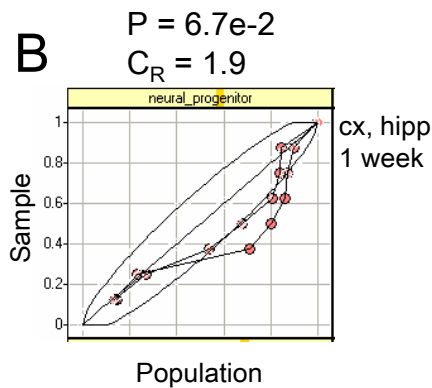 B
P = 6.7e-2
C_R = 1.9
neural_progenitor
cx, hipp
1 week
Sample
1
0.8
0.6
0.4
0.2
0
Population